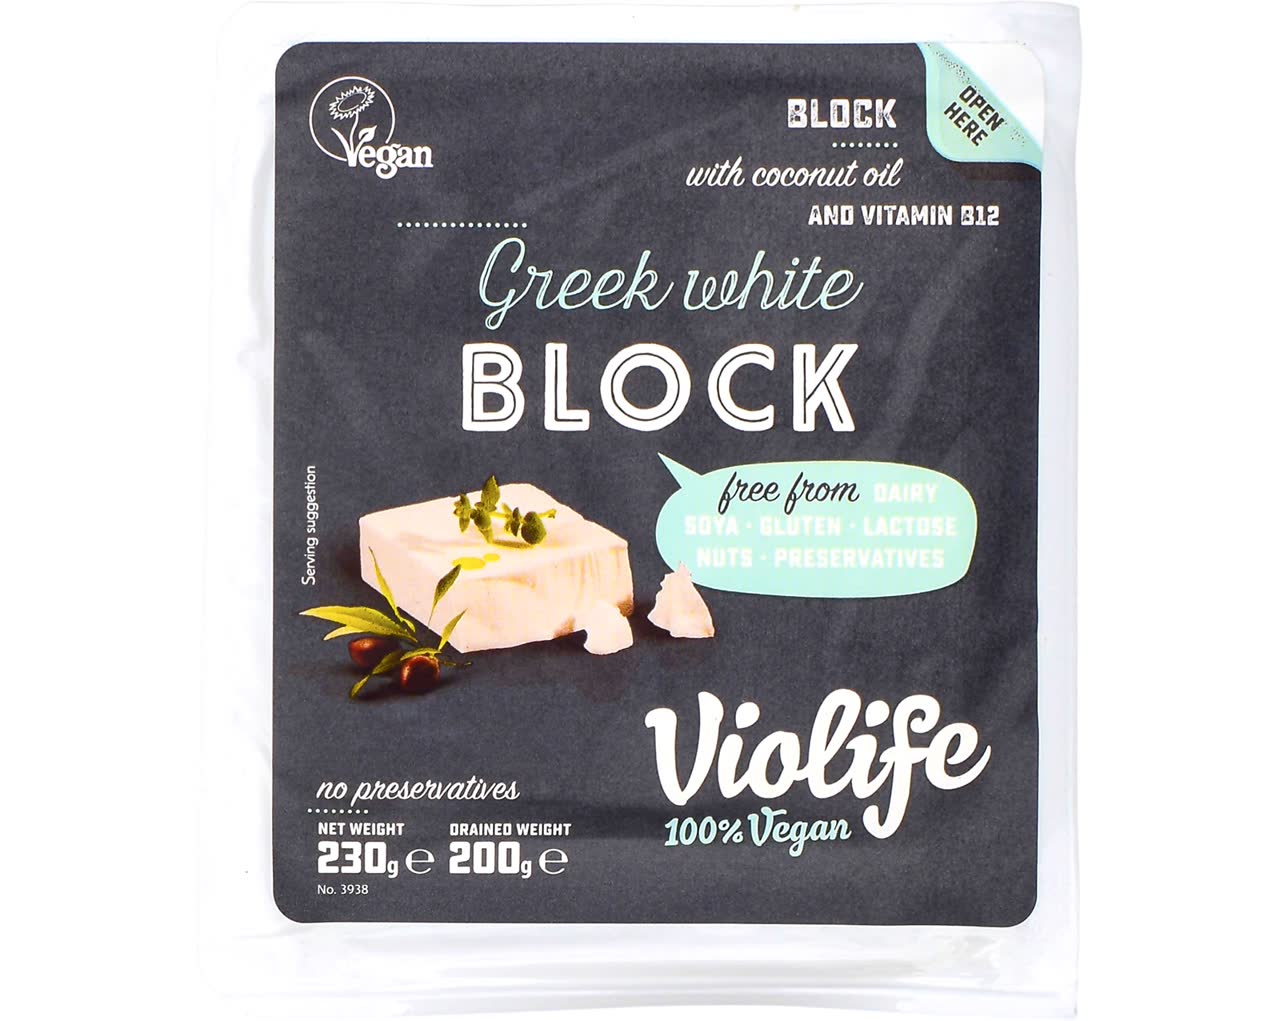 Vegan
BLOCK
with coconut oil
AND VITAMIN B12
OPEN
HERE
Greek white
BLOCK
free from DAIRY
SOYA · GLUTEN · LACTOSE
NUTS · PRESERVATIVES
Serving suggestion
Violife
100% Vegan
no preservatives
NET WEIGHT DRAINED WEIGHT
230g ℮ 200g ℮
No. 3938